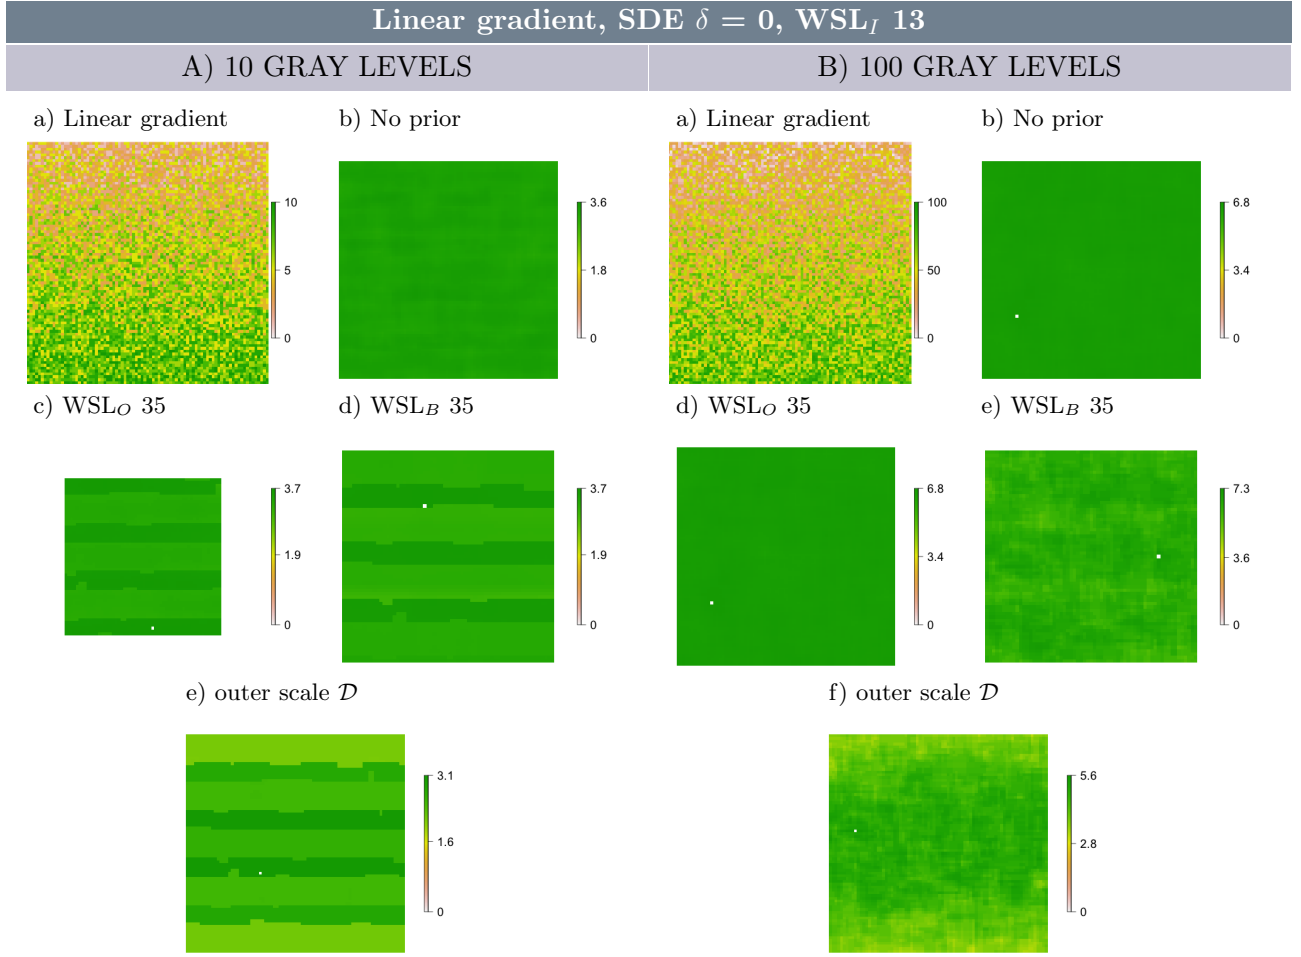 Linear gradient, SDE δ = 0, WSL_I 13
A) 10 GRAY LEVELS
B) 100 GRAY LEVELS
a) Linear gradient
b) No prior
a) Linear gradient
b) No prior
10
5
0
3.6
1.8
0
100
50
0
6.8
3.4
0
c) WSL_O 35
d) WSL_B 35
d) WSL_O 35
e) WSL_B 35
3.7
1.9
0
3.7
1.9
0
6.8
3.4
0
7.3
3.6
0
e) outer scale 𝒟
f) outer scale 𝒟
3.1
1.6
0
5.6
2.8
0